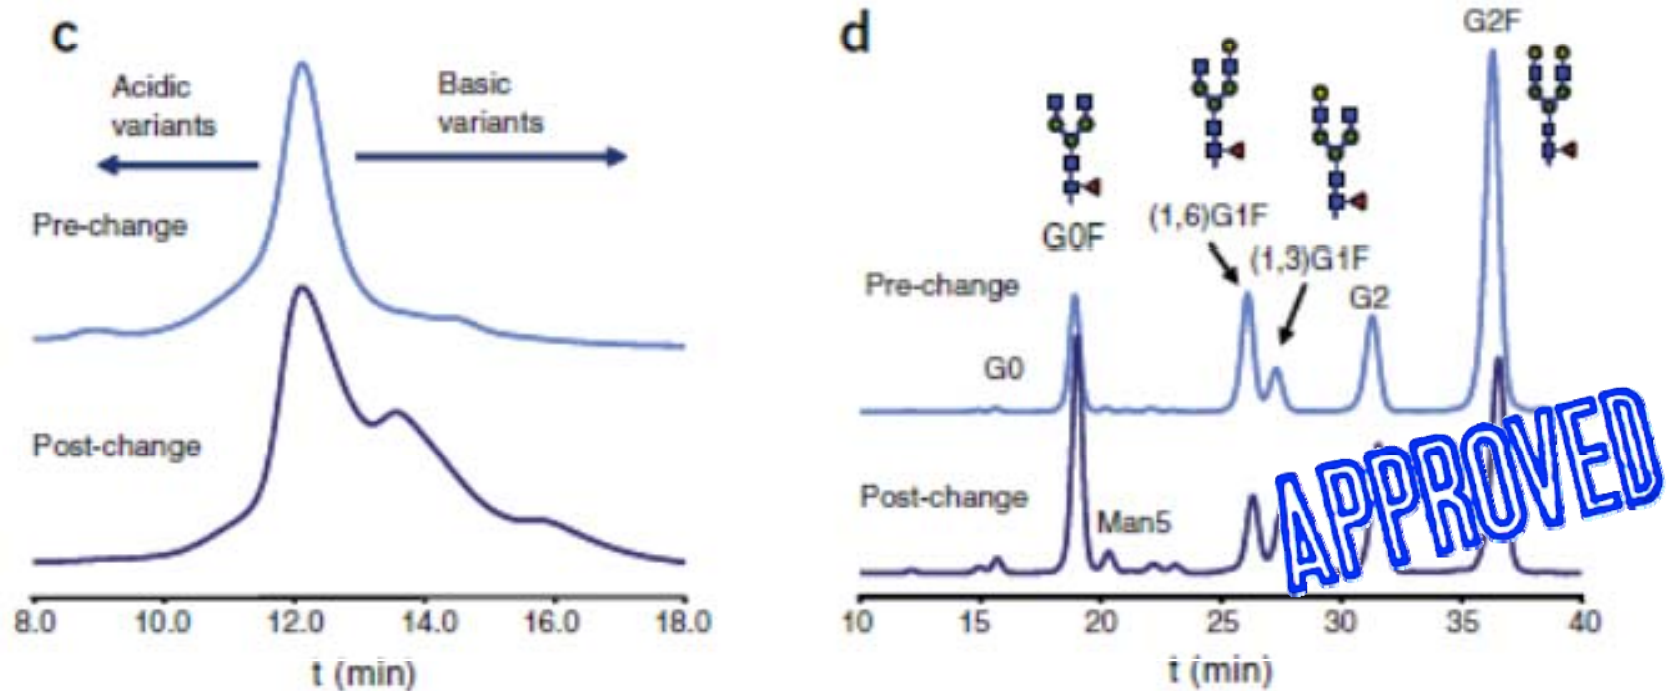 c
Acidic
variants
Basic
variants
Pre-change
Post-change
8.0 10.0 12.0 14.0 16.0 18.0
t (min)
d
G2F
G0F
(1,6)G1F
(1,3)G1F
G2
Pre-change
G0
Post-change
Man5
APPROVED
10 15 20 25 30 35 40
t (min)